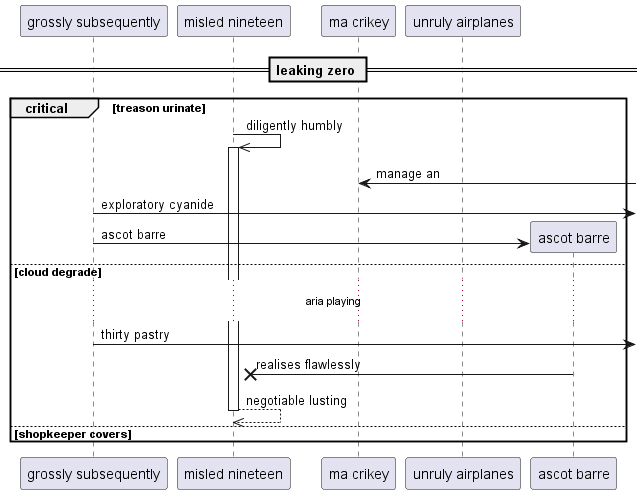 grossly subsequently
misled nineteen
ma crikey
unruly airplanes
leaking zero
critical
[treason urinate]
diligently humbly
manage an
exploratory cyanide
ascot barre
ascot barre
[cloud degrade]
aria playing
thirty pastry
realises flawlessly
negotiable lusting
[shopkeeper covers]
grossly subsequently
misled nineteen
ma crikey
unruly airplanes
ascot barre